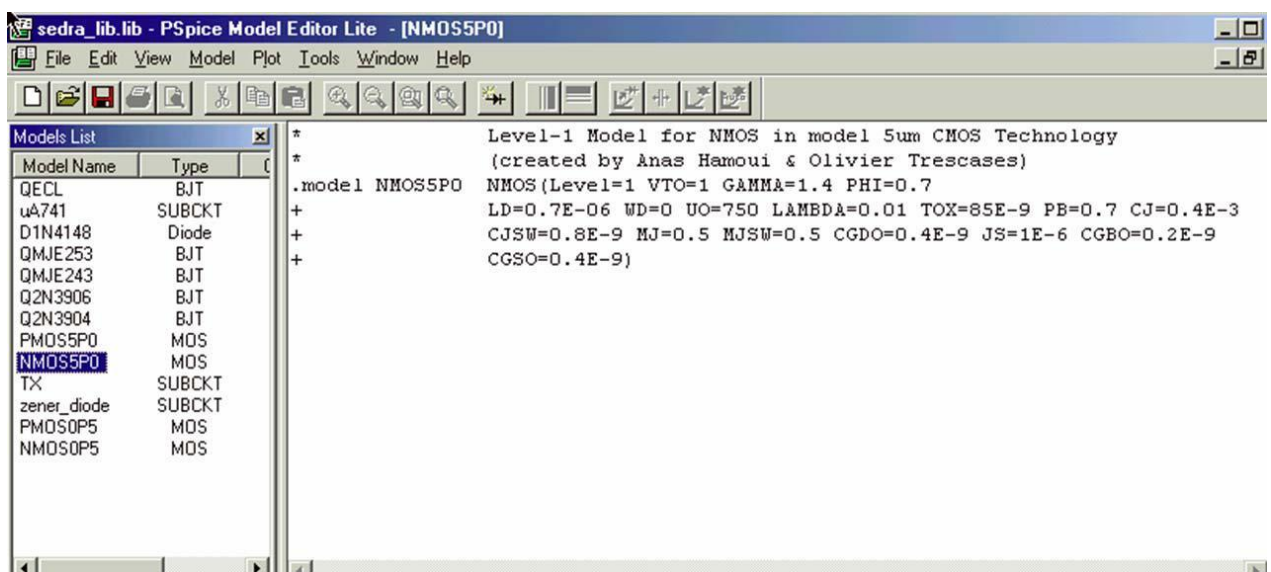 sedra_lib.lib - PSpice Model Editor Lite - [NMOS5P0]
File Edit View Model Plot Tools Window Help
Models List
Model Name Type
QECL BJT
uA741 SUBCKT
D1N4148 Diode
QMJE253 BJT
QMJE243 BJT
Q2N3906 BJT
Q2N3904 BJT
PMOS5P0 MOS
NMOS5P0 MOS
TX SUBCKT
zener_diode SUBCKT
PMOS0P5 MOS
NMOS0P5 MOS
* Level-1 Model for NMOS in model 5um CMOS Technology
* (created by Anas Hamoui & Olivier Trescases)
.model NMOS5P0 NMOS(Level=1 VTO=1 GAMMA=1.4 PHI=0.7
+ LD=0.7E-06 WD=0 UO=750 LAMBDA=0.01 TOX=85E-9 PB=0.7 CJ=0.4E-3
+ CJSW=0.8E-9 MJ=0.5 MJSW=0.5 CGDO=0.4E-9 JS=1E-6 CGBO=0.2E-9
+ CGSO=0.4E-9)